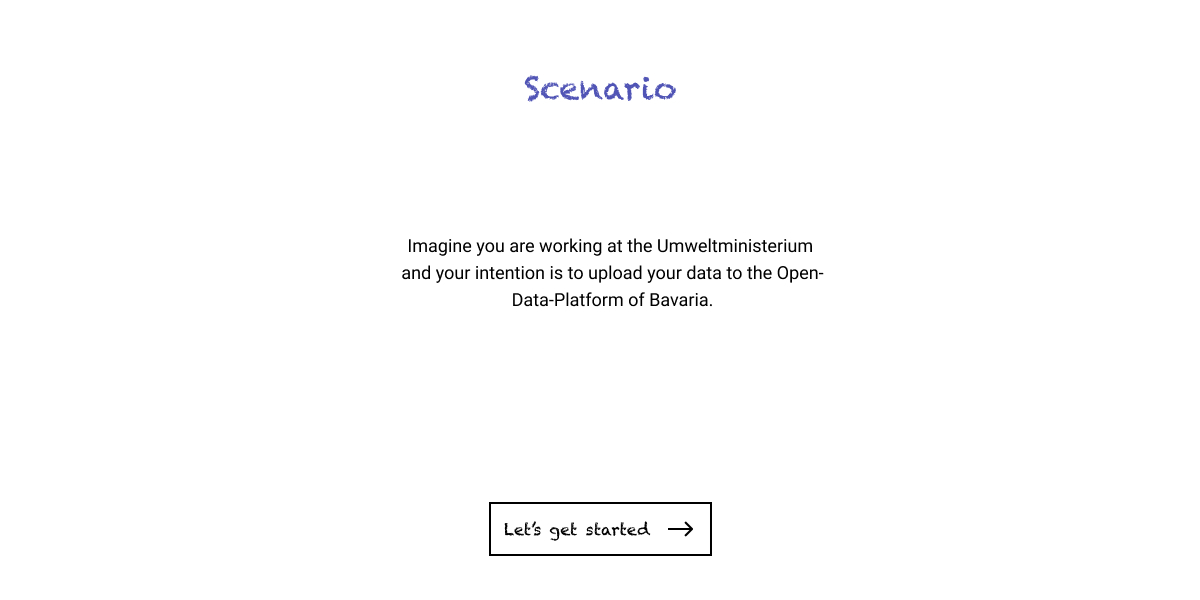 Scenario
Imagine you are working at the Umweltministerium
and your intention is to upload your data to the Open-
Data-Platform of Bavaria.
Let's get started